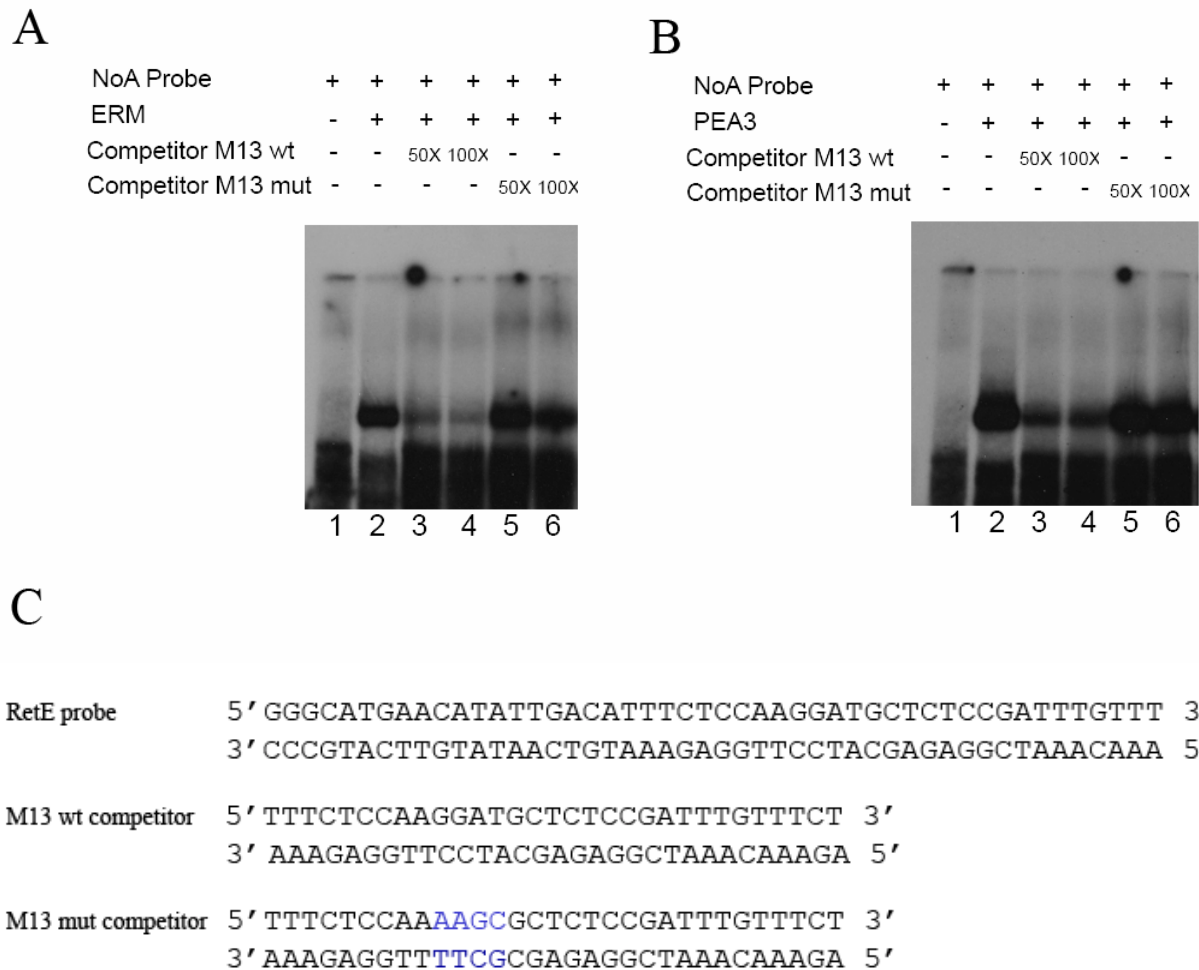 A
NoA Probe + + + + + +
ERM - + + + + +
Competitor M13 wt - - 50X 100X - -
Competitor M13 mut - - - - 50X 100X
1 2 3 4 5 6
B
NoA Probe + + + + + +
PEA3 - + + + + +
Competitor M13 wt - - 50X 100X - -
Competitor M13 mut - - - - 50X 100X
1 2 3 4 5 6
C
RetE probe 5’GGGCATGAACATATTGACATTTCTCCAAGGATGCTCTCCGATTTGTTT 3
3’CCCGTACTTGTATAACTGTAAAGAGGTTCCTACGAGAGGCTAAACAAA 5
M13 wt competitor 5’TTTCTCCAAGGATGCTCTCCGATTTGTTTCT 3’
3’AAAGAGGTTCCTACGAGAGGCTAAACAAAGA 5’
M13 mut competitor 5’TTTCTCCAAAAGCGCTCTCCGATTTGTTTCT 3’
3’AAAGAGGTTTTCGCGAGAGGCTAAACAAAGA 5’